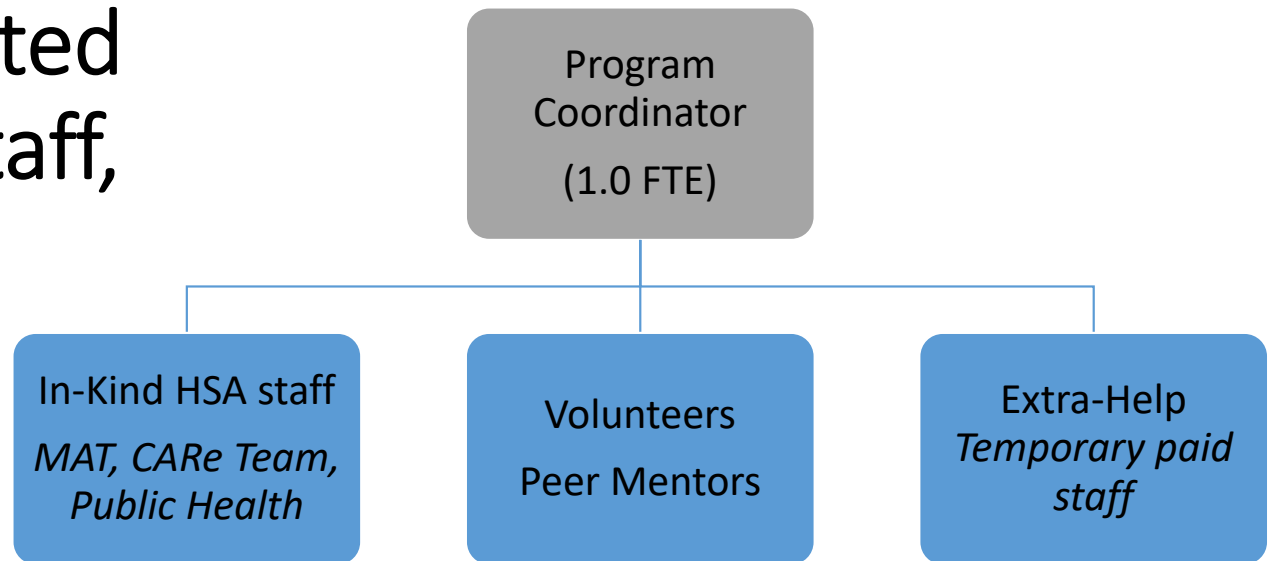 ted
taff,
Program
Coordinator
(1.0 FTE)
In-Kind HSA staff
MAT, CARe Team,
Public Health
Volunteers
Peer Mentors
Extra-Help
Temporary paid
staff